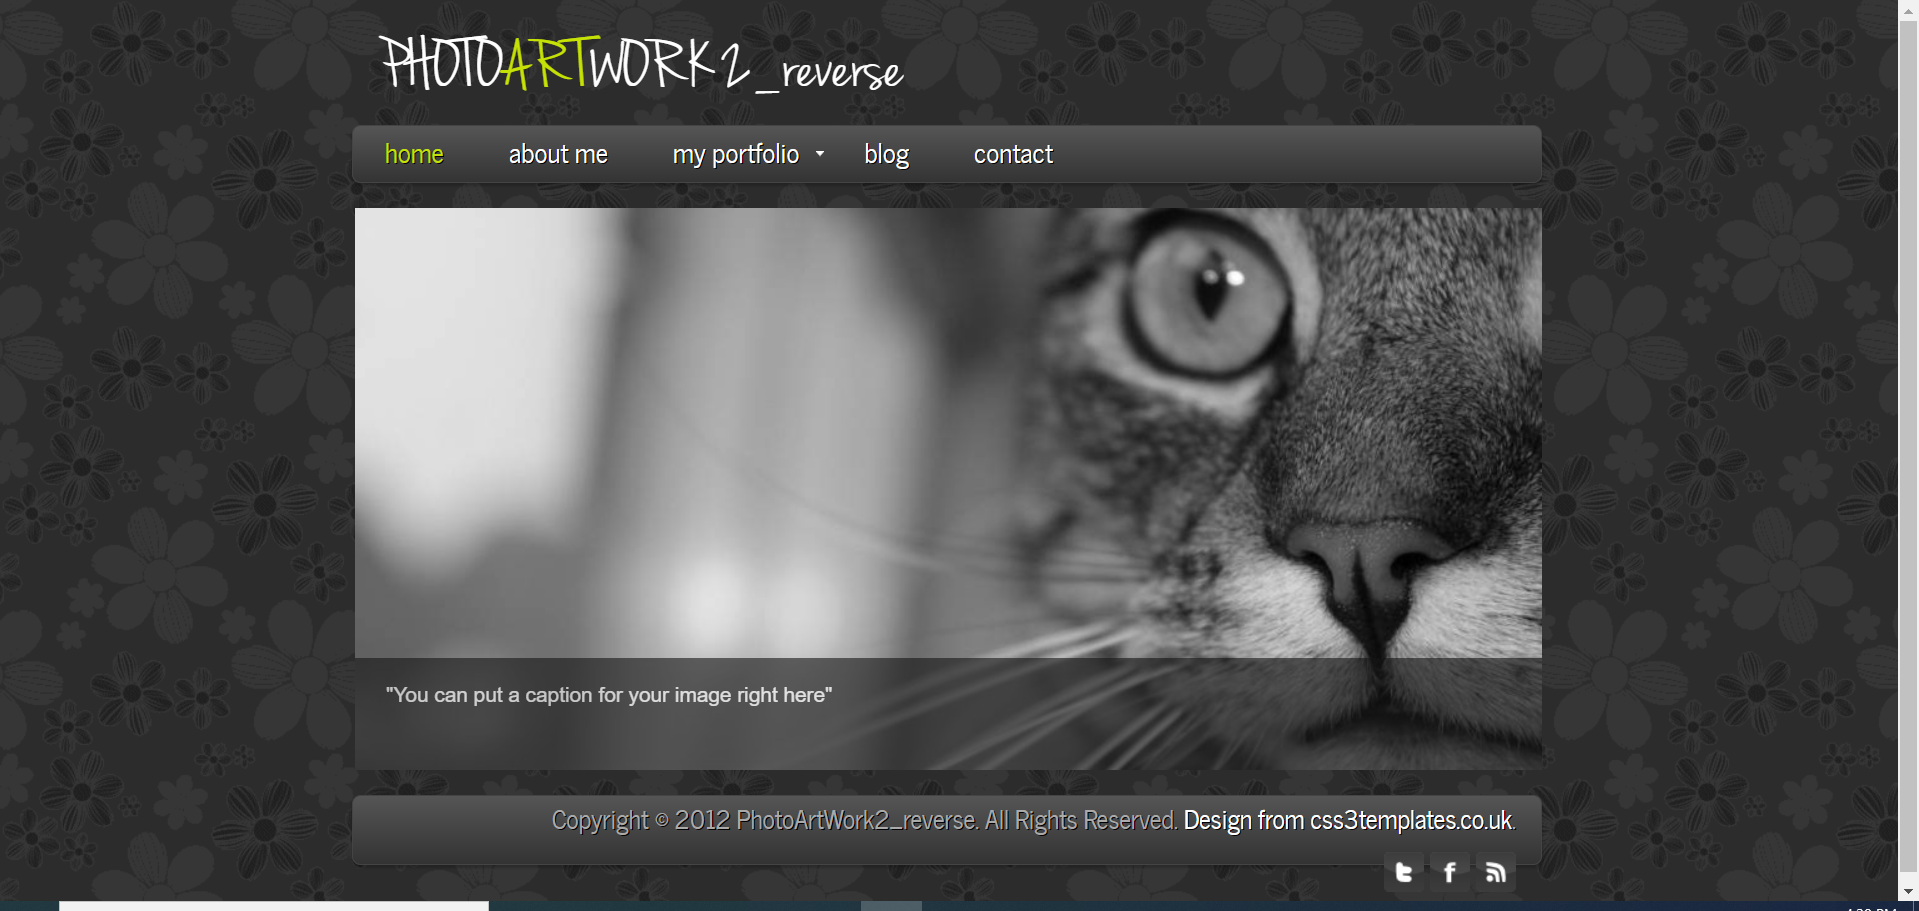 PHOTOARTWORK2_reverse
home about me my portfolio blog contact
"You can put a caption for your image right here"
Copyright © 2012 PhotoArtWork2_reverse. All Rights Reserved. Design from css3templates.co.uk.